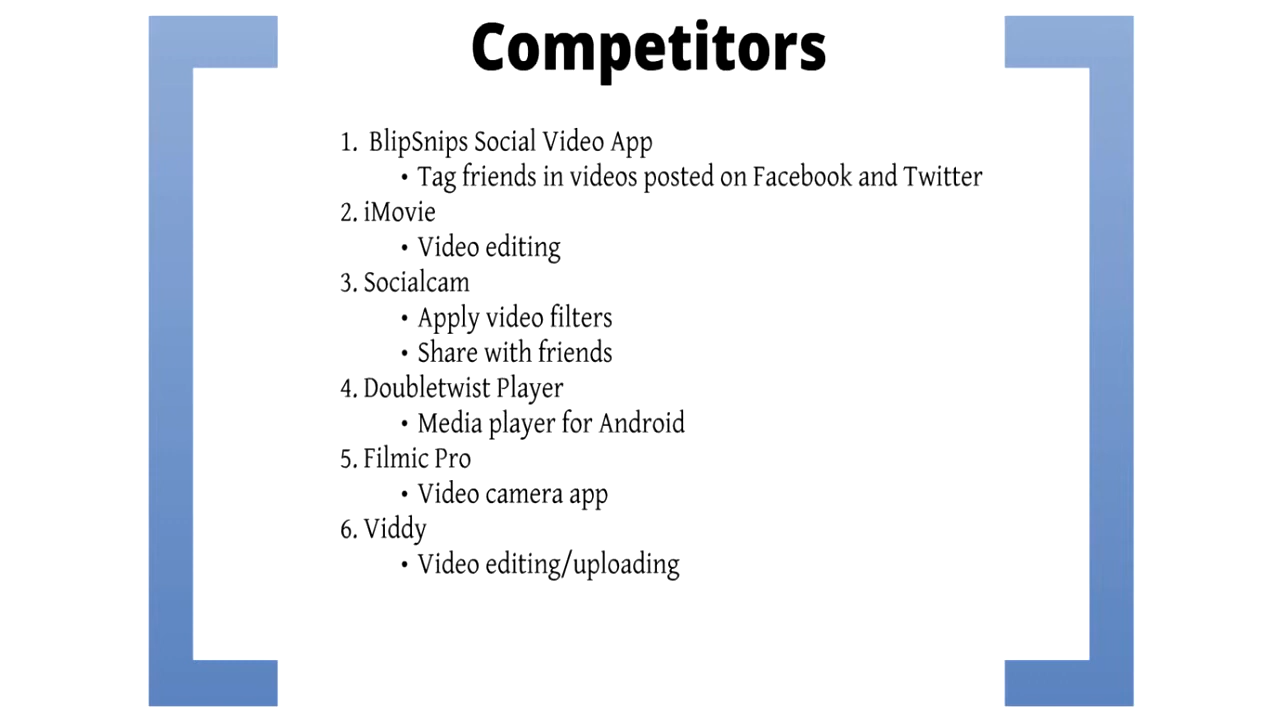 Competitors
1. BlipSnips Social Video App
• Tag friends in videos posted on Facebook and Twitter
2. iMovie
• Video editing
3. Socialcam
• Apply video filters
• Share with friends
4. Doubletwist Player
• Media player for Android
5. Filmic Pro
• Video camera app
6. Viddy
• Video editing/uploading